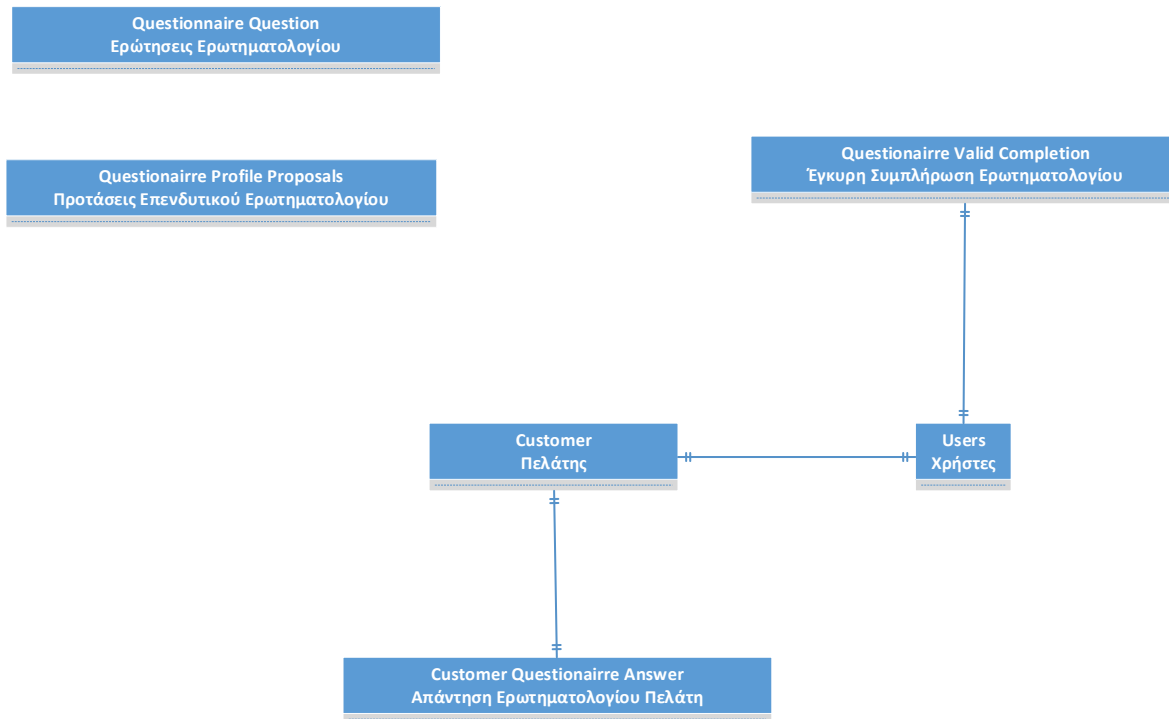 Questionnaire Question
Ερώτησεις Ερωτηματολογίου
Questionairre Profile Proposals
Προτάσεις Επενδυτικού Ερωτηματολογίου
Questionairre Valid Completion
Έγκυρη Συμπλήρωση Ερωτηματολογίου
Customer
Πελάτης
Users
Χρήστες
Customer Questionairre Answer
Απάντηση Ερωτηματολογίου Πελάτη